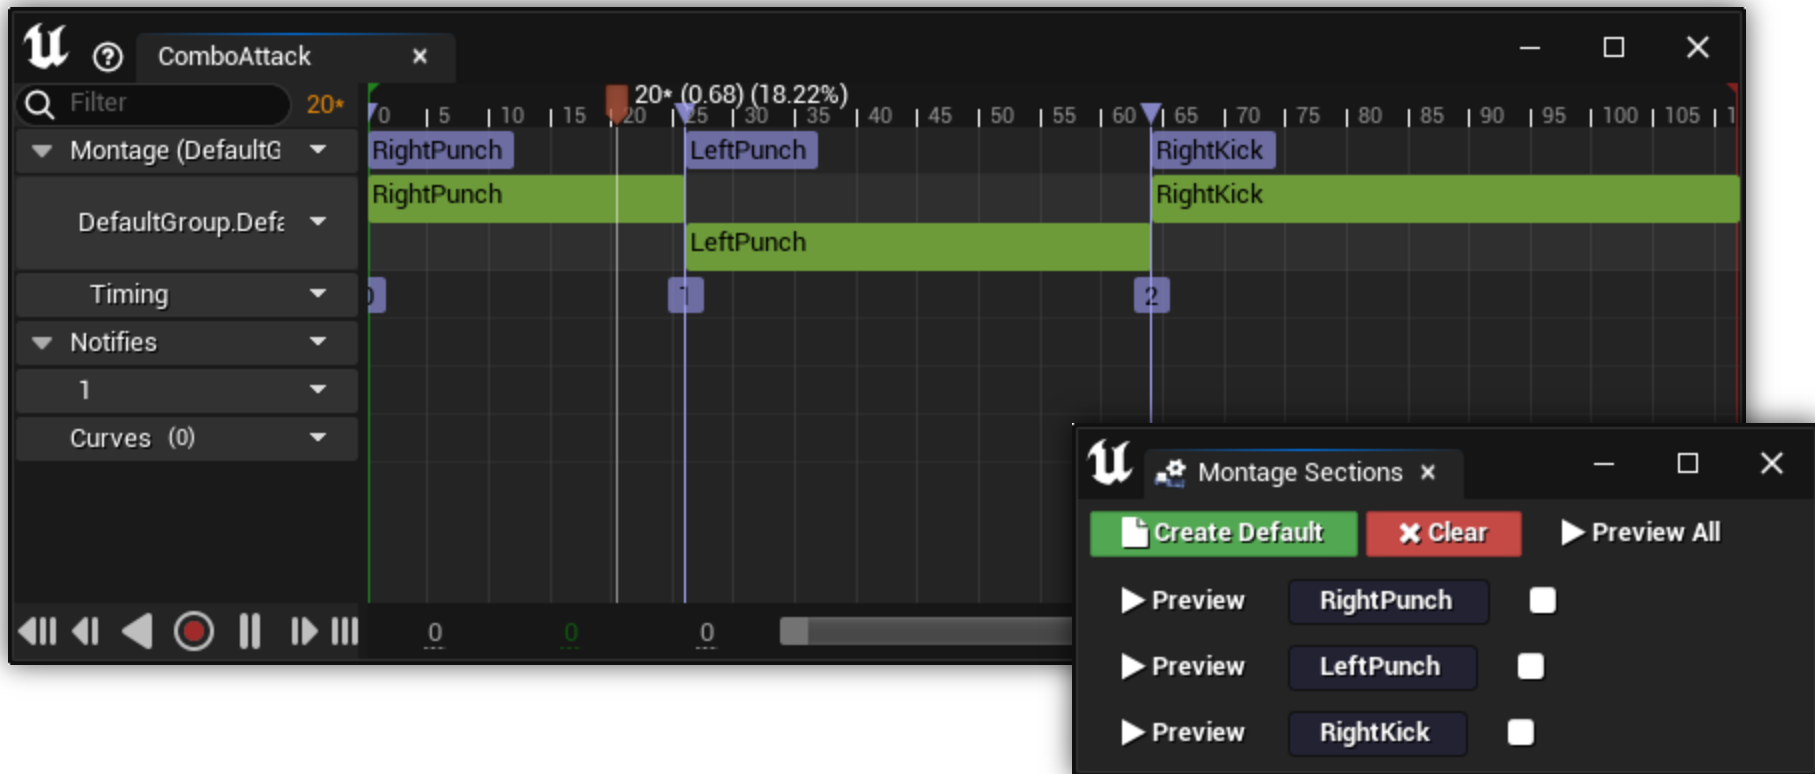 ComboAttack
Filter
20*
20* (0.68) (18.22%)
0 5 10 15 20 25 30 35 40 45 50 55 60 65 70 75 80 85 90 95 100 105 1
Montage (DefaultG
RightPunch LeftPunch RightKick
DefaultGroup.Defa
RightPunch RightKick
LeftPunch
Timing
0 1 2
Notifies
1
Curves (0)
0 0 0
Montage Sections
Create Default Clear Preview All
Preview RightPunch
Preview LeftPunch
Preview RightKick